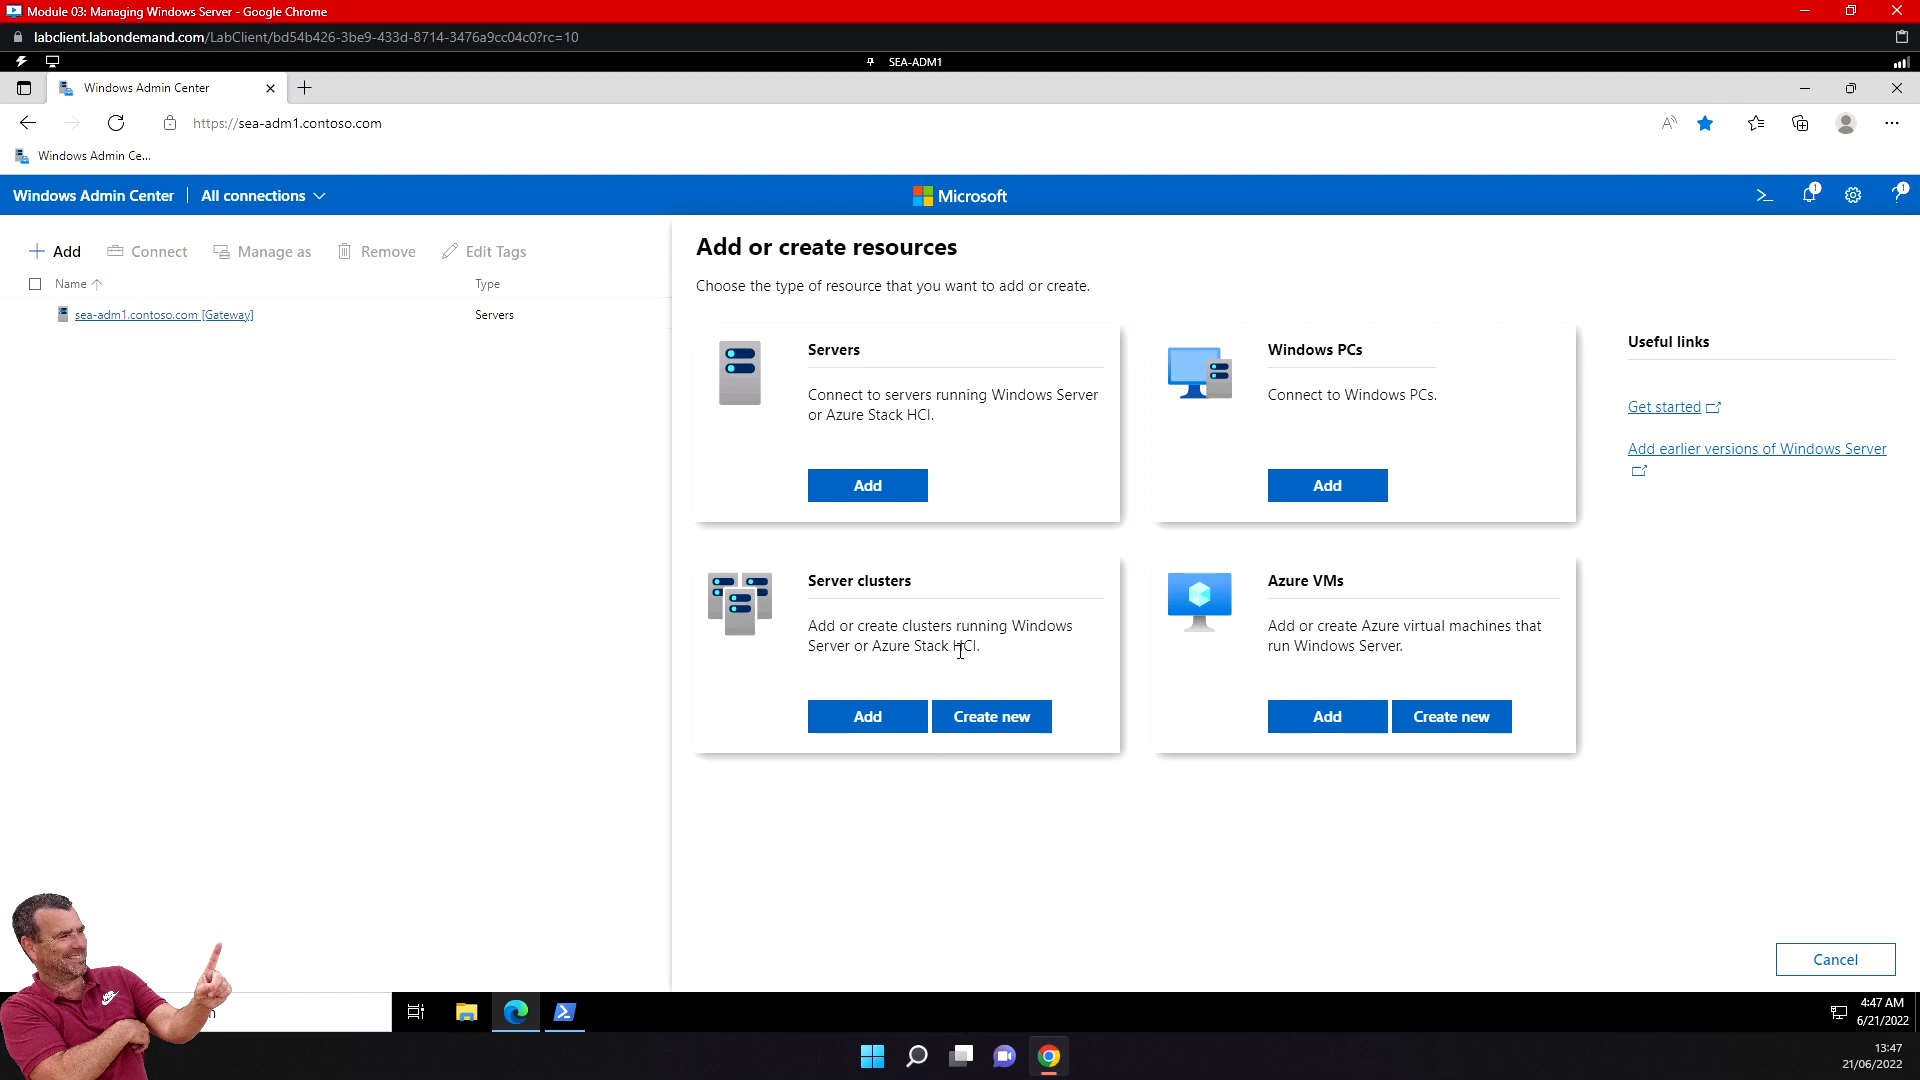 Module 03: Managing Windows Server - Google Chrome
labclient.labondemand.com/LabClient/bd54b426-3be9-433d-8714-3476a9cc04c0?rc=10
SEA-ADM1
Windows Admin Center
https://sea-adm1.contoso.com
Windows Admin Ce...
Windows Admin Center
All connections
Microsoft
1
1
Add
Connect
Manage as
Remove
Edit Tags
Name
Type
sea-adm1.contoso.com [Gateway]
Servers
Add or create resources
Choose the type of resource that you want to add or create.
Servers
Connect to servers running Windows Server
or Azure Stack HCI.
Add
Windows PCs
Connect to Windows PCs.
Add
Server clusters
Add or create clusters running Windows
Server or Azure Stack HCI.
Add
Create new
Azure VMs
Add or create Azure virtual machines that
run Windows Server.
Add
Create new
Useful links
Get started
Add earlier versions of Windows Server
Cancel
4:47 AM
6/21/2022
13:47
21/06/2022